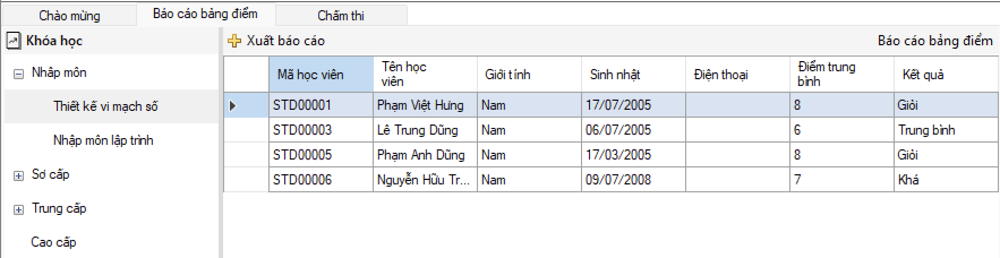 Chào mừng
Báo cáo bảng điểm
Chấm thi
Khóa học
Xuất báo cáo
Báo cáo bảng điểm
Nhập môn
Thiết kế vi mạch số
Nhập môn lập trình
Sơ cấp
Trung cấp
Cao cấp
Mã học viên
Tên học
viên
Giới tính
Sinh nhật
Điện thoại
Điểm trung
bình
Kết quả
STD00001 Phạm Việt Hưng Nam 17/07/2005 8 Giỏi
STD00003 Lê Trung Dũng Nam 06/07/2005 6 Trung bình
STD00005 Phạm Anh Dũng Nam 17/03/2005 8 Giỏi
STD00006 Nguyễn Hữu Tr... Nam 09/07/2008 7 Khá